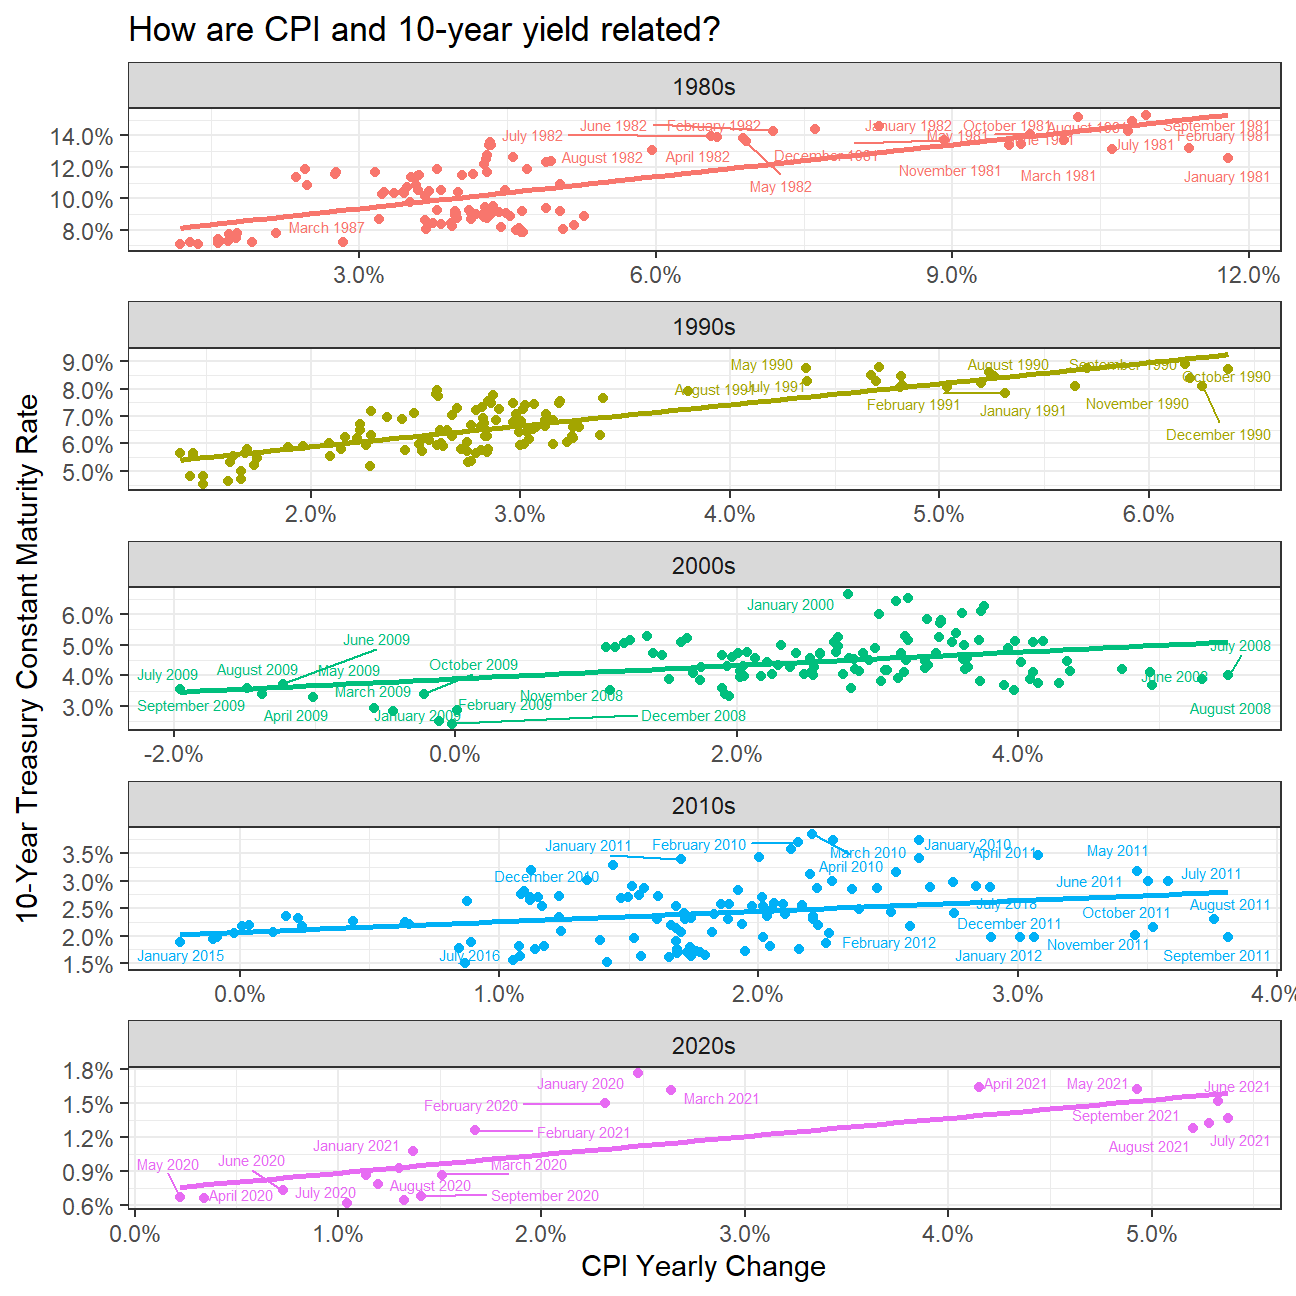 How are CPI and 10-year yield related?
10-Year Treasury Constant Maturity Rate
1980s
14.0%
12.0%
10.0%
8.0%
June 1982
February 1982
July 1982
August 1982
April 1982
May 1982
December 1981
January 1982
October 1981
May 1981
November 1981
March 1981
July 1981
September 1981
February 1981
January 1981
March 1987
3.0% 6.0% 9.0% 12.0%
1990s
9.0%
8.0%
7.0%
6.0%
5.0%
May 1990
August 1991
July 1991
August 1990
September 1990
October 1990
February 1991
January 1991
November 1990
December 1990
2.0% 3.0% 4.0% 5.0% 6.0%
2000s
6.0%
5.0%
4.0%
3.0%
January 2000
June 2009
July 2009
August 2009
May 2009
October 2009
March 2009
September 2009
April 2009
January 2009
February 2009
November 2008
December 2008
July 2008
June 2008
August 2008
-2.0% 0.0% 2.0% 4.0%
2010s
3.5%
3.0%
2.5%
2.0%
1.5%
January 2011
February 2010
March 2010
April 2010
January 2010
April 2011
May 2011
December 2010
June 2011
July 2011
July 2018
August 2011
October 2011
December 2011
February 2012
November 2011
January 2012
September 2011
January 2015
July 2016
0.0% 1.0% 2.0% 3.0% 4.0%
2020s
1.8%
1.5%
1.2%
0.9%
0.6%
January 2020
February 2020
March 2021
April 2021
May 2021
June 2021
September 2021
February 2021
January 2021
August 2021
July 2021
May 2020
June 2020
March 2020
April 2020
July 2020
August 2020
September 2020
0.0% 1.0% 2.0% 3.0% 4.0% 5.0%
CPI Yearly Change